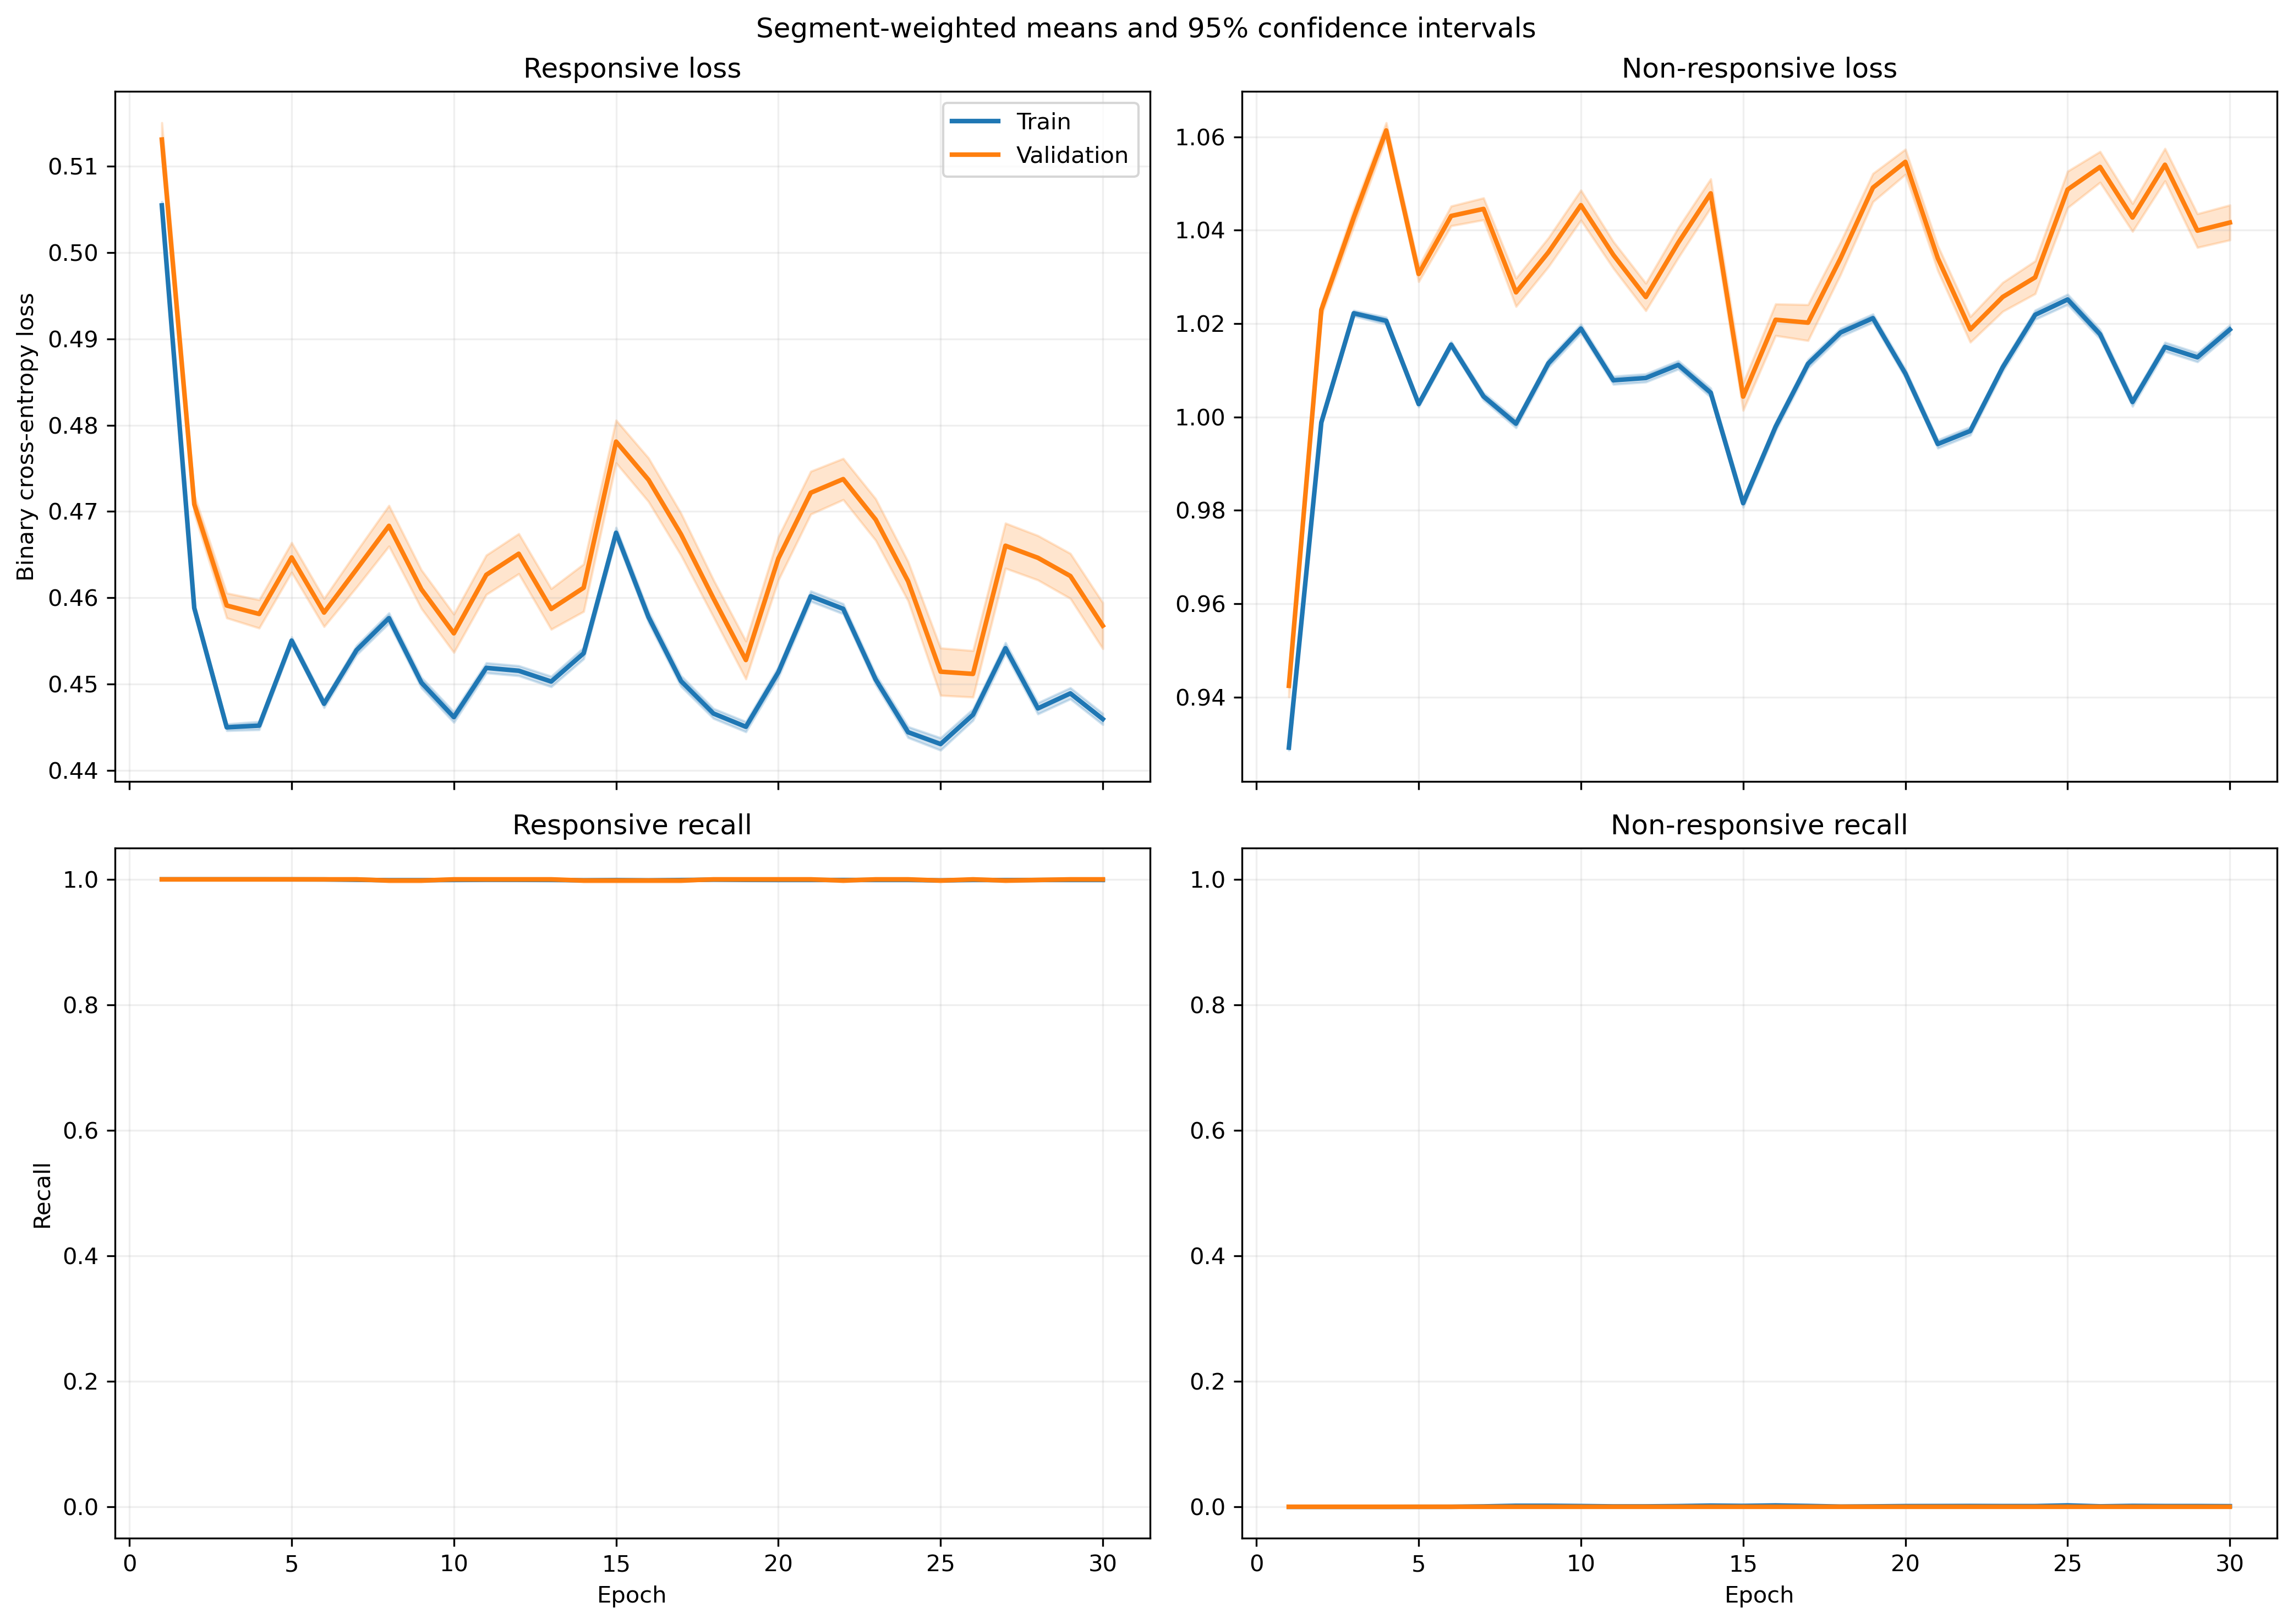 Segment-weighted means and 95% confidence intervals
Responsive loss
Non-responsive loss
Train
Validation
Binary cross-entropy loss
0.51
0.50
0.49
0.48
0.47
0.46
0.45
0.44
1.06
1.04
1.02
1.00
0.98
0.96
0.94
Responsive recall
Non-responsive recall
Recall
1.0
0.8
0.6
0.4
0.2
0.0
0 5 10 15 20 25 30
Epoch
1.0
0.8
0.6
0.4
0.2
0.0
0 5 10 15 20 25 30
Epoch